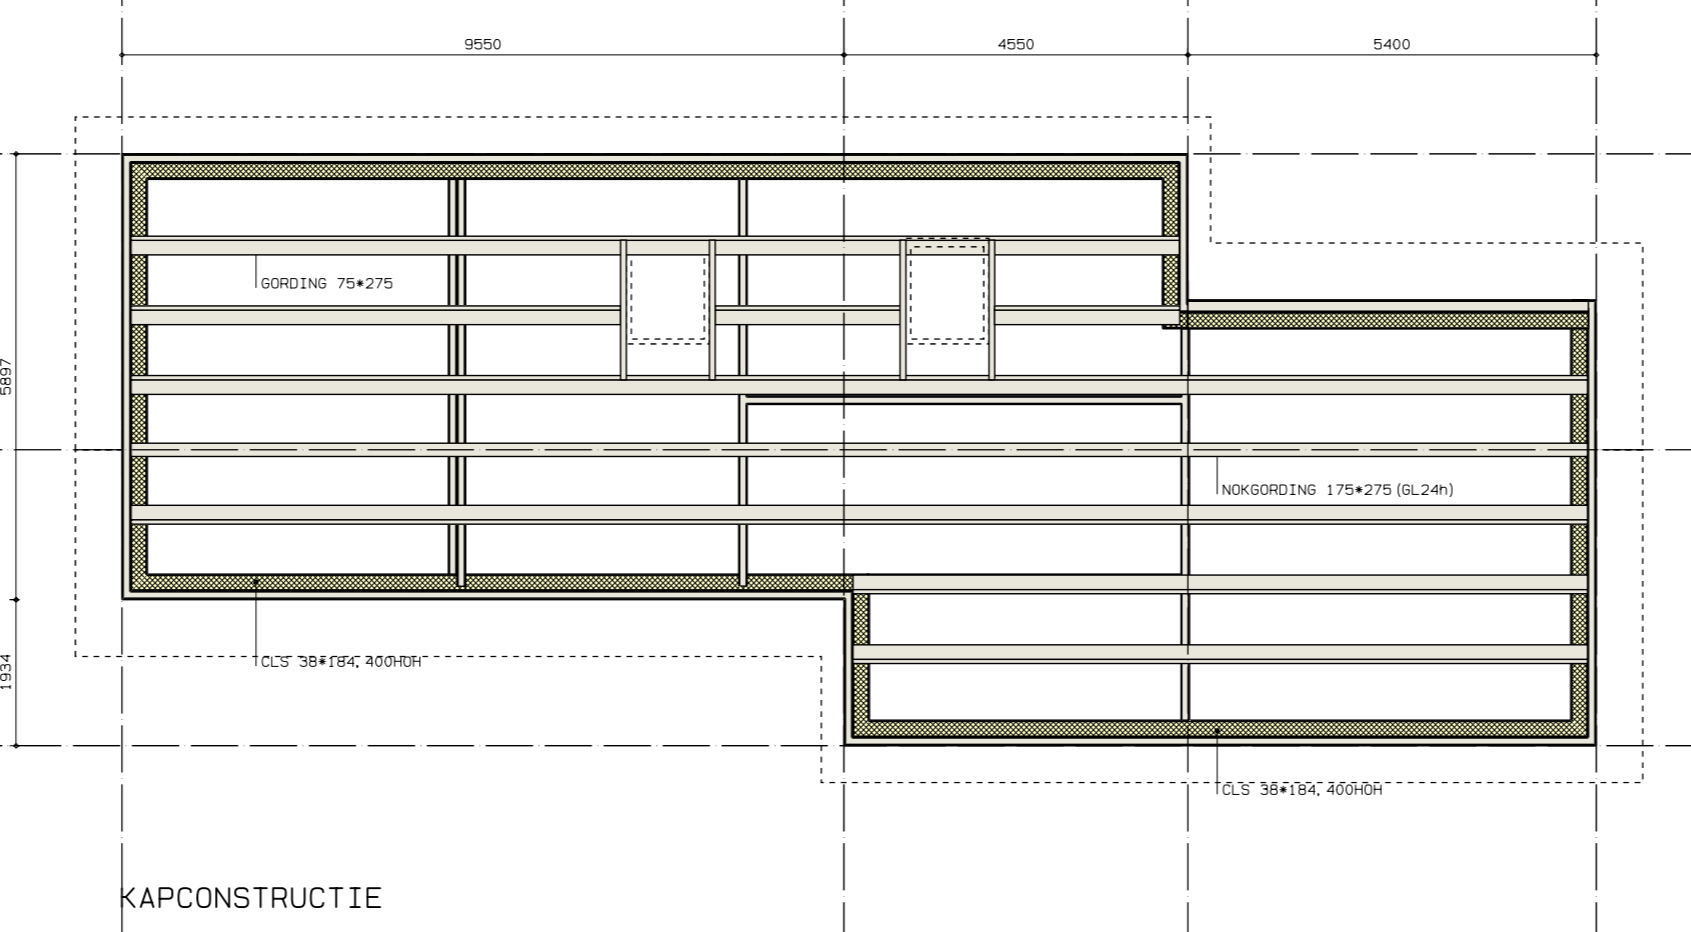 9550
4550
5400
GORDING 75*275
5897
NOKGORDING 175*275 (GL24h)
CLS 38*184, 400HOH
1934
CLS 38*184, 400HOH
KAPCONSTRUCTIE